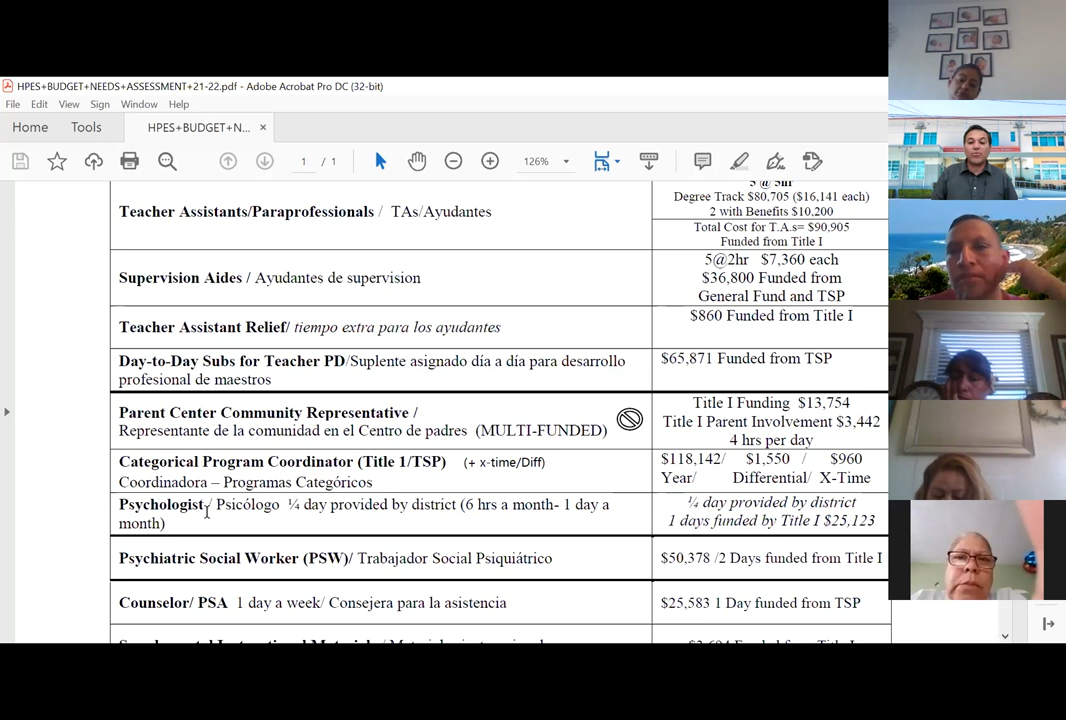 HPES+BUDGET+NEEDS+ASSESSMENT+21-22.pdf - Adobe Acrobat Pro DC (32-bit)
File Edit View Sign Window Help
Home Tools HPES+BUDGET+N... ×
1 / 1 126%
5 @ 3hr
Teacher Assistants/Paraprofessionals / TAs/Ayudantes
Degree Track $80,705 ($16,141 each)
2 with Benefits $10,200
Total Cost for T.A.s= $90,905
Funded from Title I
Supervision Aides / Ayudantes de supervision
5@2hr $7,360 each
$36,800 Funded from
General Fund and TSP
Teacher Assistant Relief/ tiempo extra para los ayudantes
$860 Funded from Title I
Day-to-Day Subs for Teacher PD/Suplente asignado día a día para desarrollo
profesional de maestros
$65,871 Funded from TSP
Parent Center Community Representative /
Representante de la comunidad en el Centro de padres (MULTI-FUNDED)
Title I Funding $13,754
Title I Parent Involvement $3,442
4 hrs per day
Categorical Program Coordinator (Title 1/TSP) (+ x-time/Diff)
Coordinadora – Programas Categóricos
$118,142/ $1,550 / $960
Year/ Differential/ X-Time
Psychologist / Psicólogo ¼ day provided by district (6 hrs a month- 1 day a
month)
¼ day provided by district
1 days funded by Title I $25,123
Psychiatric Social Worker (PSW)/ Trabajador Social Psiquiátrico
$50,378 /2 Days funded from Title I
Counselor/ PSA 1 day a week/ Consejera para la asistencia
$25,583 1 Day funded from TSP